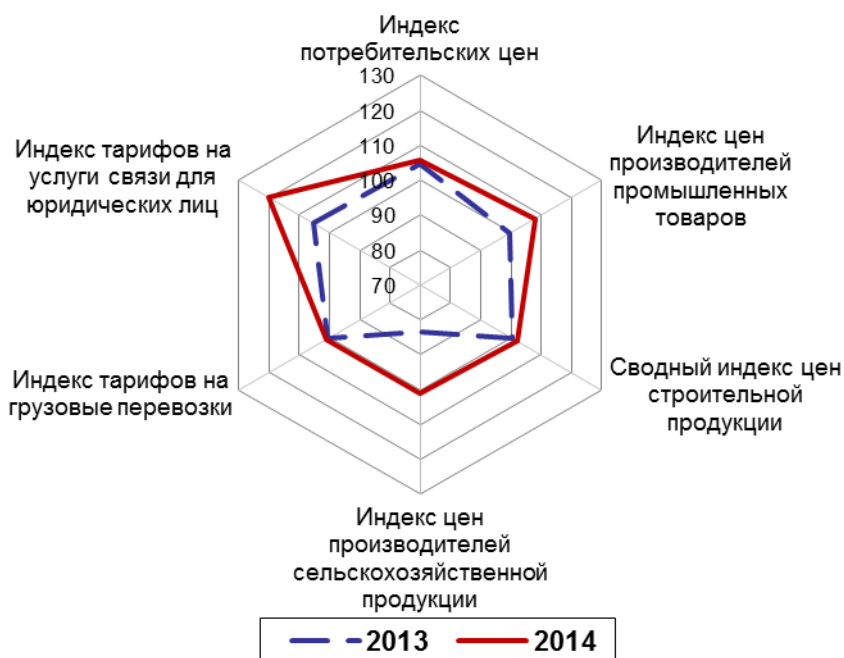 Индекс
потребительских цен
130
120
110
100
90
80
70
Индекс цен
производителей
промышленных
товаров
Сводный индекс цен
строительной
продукции
Индекс цен
производителей
сельскохозяйственной
продукции
Индекс тарифов на
грузовые перевозки
Индекс тарифов на
услуги связи для
юридических лиц
2013 2014